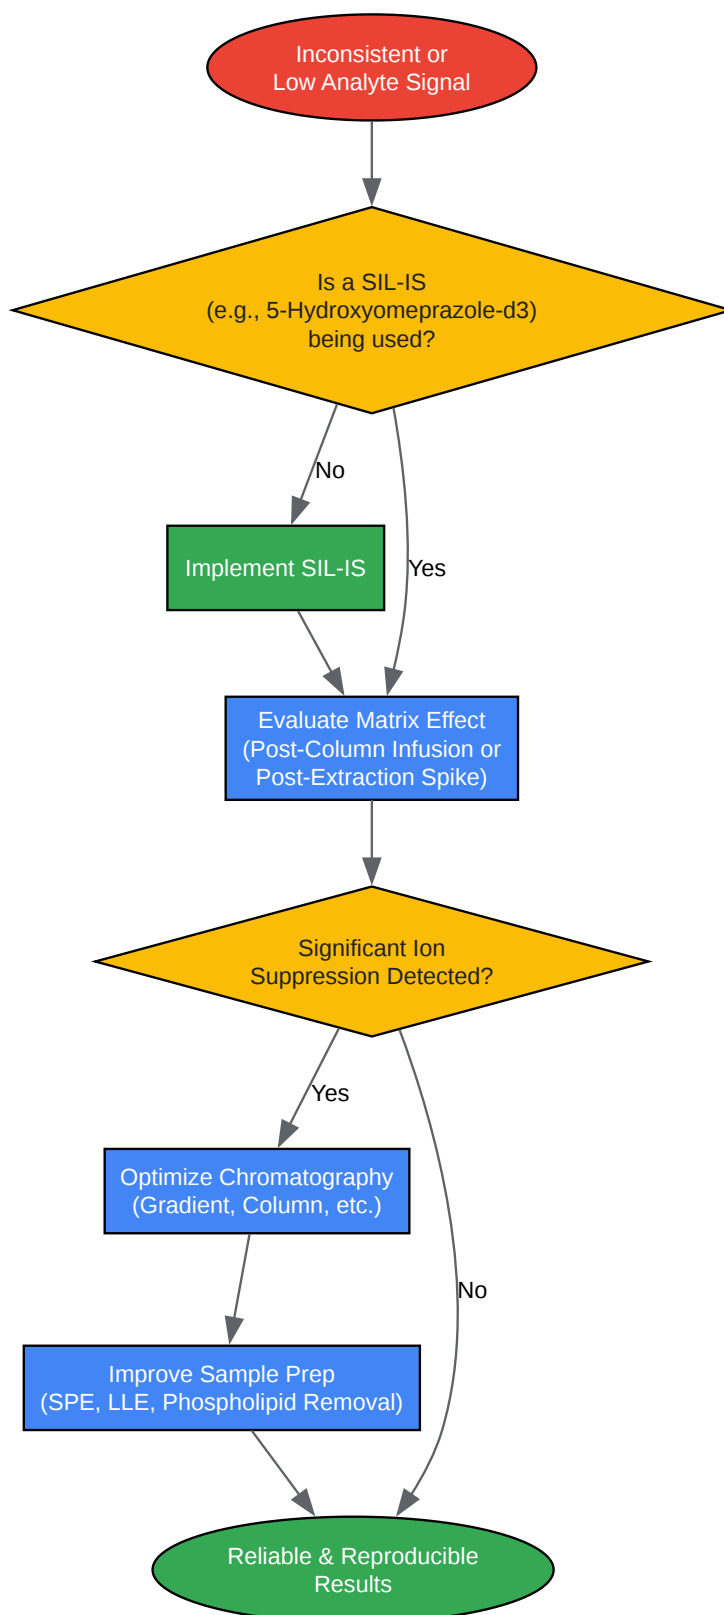 Inconsistent or
Low Analyte Signal
Is a SIL-IS
(e.g., 5-Hydroxyomeprazole-d3)
being used?
No
Implement SIL-IS
Yes
Evaluate Matrix Effect
(Post-Column Infusion or
Post-Extraction Spike)
Significant Ion
Suppression Detected?
Yes
Optimize Chromatography
(Gradient, Column, etc.)
No
Improve Sample Prep
(SPE, LLE, Phospholipid Removal)
Reliable & Reproducible
Results